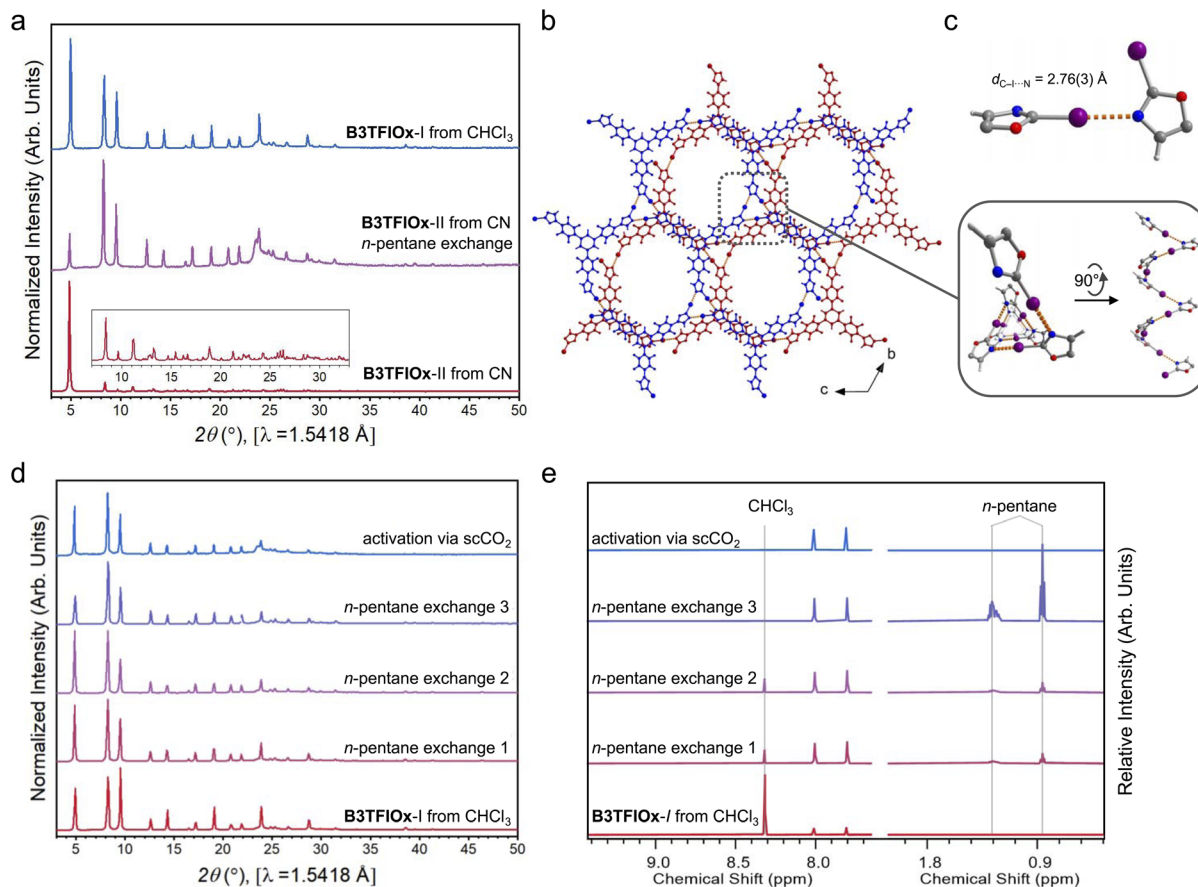 a
Normalized Intensity (Arb. Units)
B3TFIOx-I from CHCl3
B3TFIOx-II from CN
n-pentane exchange
10 15 20 25 30
B3TFIOx-II from CN
5 10 15 20 25 30 35 40 45 50
2θ (°), [λ =1.5418 Å]
b
b
c
c
dC–I···N = 2.76(3) Å
90°
d
Normalized Intensity (Arb. Units)
activation via scCO2
n-pentane exchange 3
n-pentane exchange 2
n-pentane exchange 1
B3TFIOx-I from CHCl3
5 10 15 20 25 30 35 40 45 50
2θ (°), [λ =1.5418 Å]
e
CHCl3
n-pentane
activation via scCO2
n-pentane exchange 3
n-pentane exchange 2
n-pentane exchange 1
B3TFIOx-I from CHCl3
9.0 8.5 8.0 1.8 0.9
Chemical Shift (ppm) Chemical Shift (ppm)
Relative Intensity (Arb. Units)